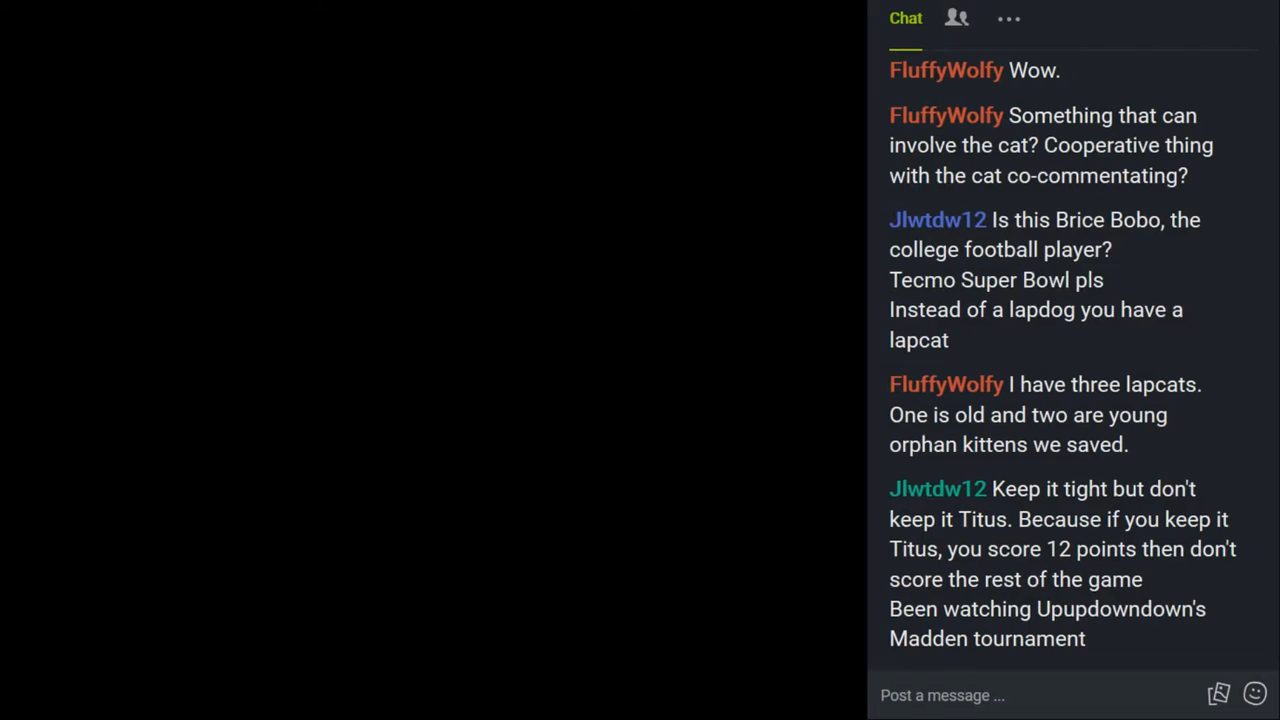 Chat
FluffyWolfy Wow.
FluffyWolfy Something that can
involve the cat? Cooperative thing
with the cat co-commentating?
Jlwtdw12 Is this Brice Bobo, the
college football player?
Tecmo Super Bowl pls
Instead of a lapdog you have a
lapcat
FluffyWolfy I have three lapcats.
One is old and two are young
orphan kittens we saved.
Jlwtdw12 Keep it tight but don't
keep it Titus. Because if you keep it
Titus, you score 12 points then don't
score the rest of the game
Been watching Upupdowndown's
Madden tournament
Post a message ...